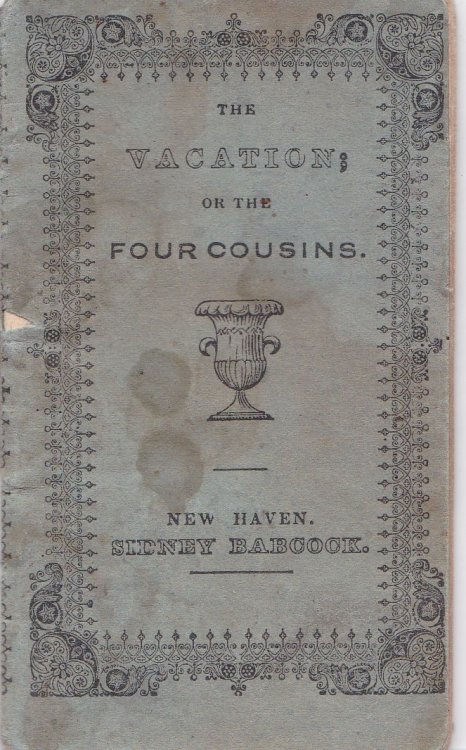 THE
VACATION;
OR THE
FOUR COUSINS.
NEW HAVEN.
SIDNEY BABCOCK.